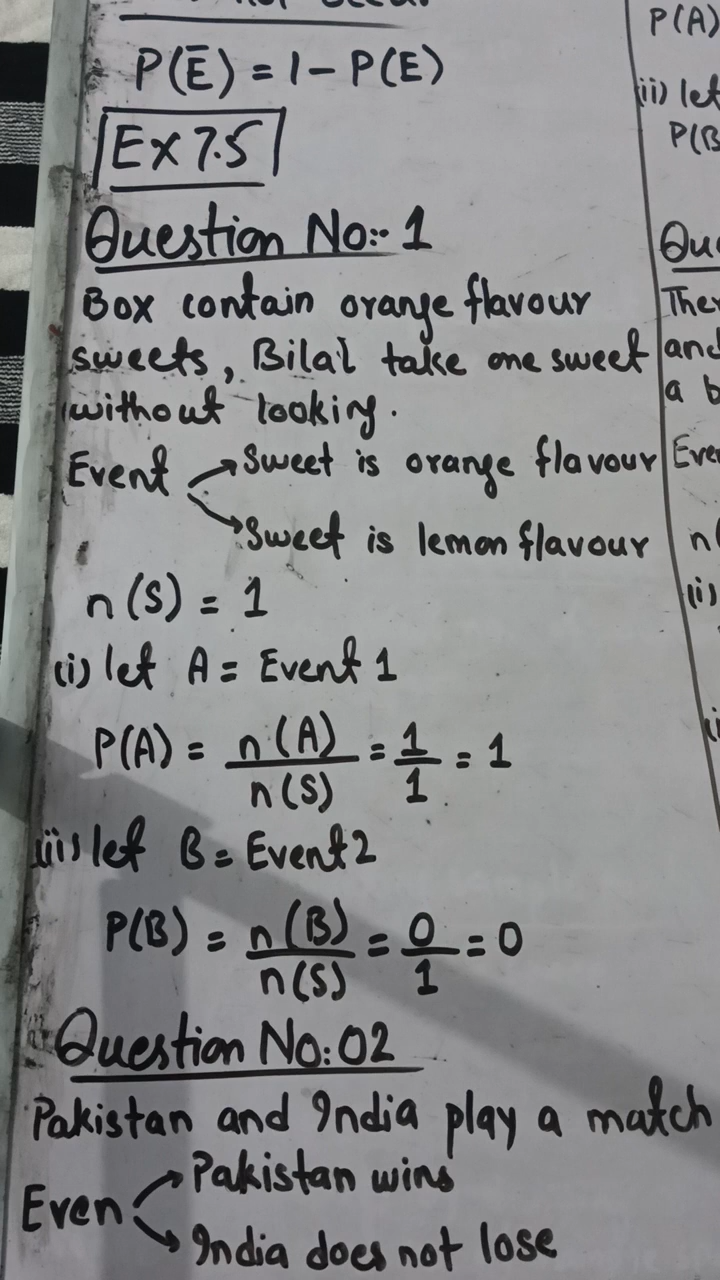 P(Ē) = 1 - P(E)
Ex 7.5
Question No:- 1
Box contain orange flavour
sweets, Bilal take one sweet
without looking.
Event → Sweet is orange flavour
→ Sweet is lemon flavour
n(S) = 1
(i) let A = Event 1
P(A) = n(A)/n(S) = 1/1 = 1
(ii) let B = Event 2
P(B) = n(B)/n(S) = 0/1 = 0
Question No: 02
Pakistan and India play a match
Even → Pakistan wins
→ India does not lose
P(A)
(ii) let
P(B
Que
Ther
and
a b
Even
n(
(i)